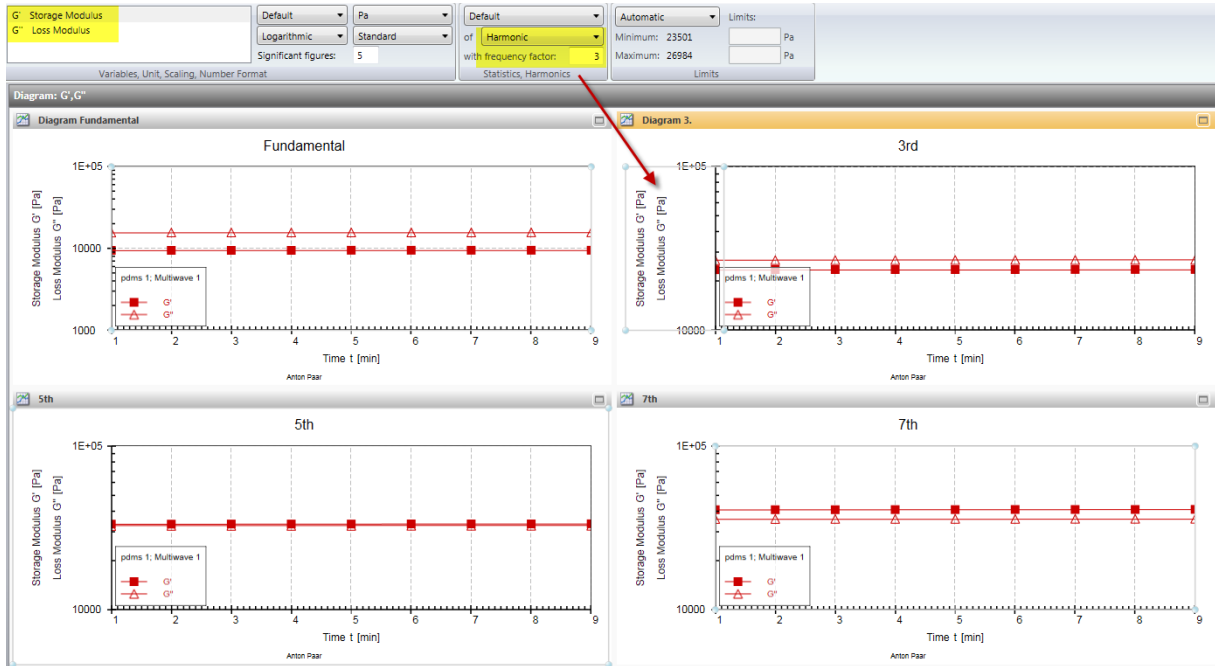 G' Storage Modulus
G'' Loss Modulus
Default
Pa
Logarithmic
Standard
Significant figures: 5
Variables, Unit, Scaling, Number Format
Default
of Harmonic
with frequency factor: 3
Statistics, Harmonics
Automatic
Limits:
Minimum: 23501 Pa
Maximum: 26984 Pa
Limits
Diagram: G',G''
Diagram Fundamental
Fundamental
Storage Modulus G' [Pa]
Loss Modulus G'' [Pa]
1E+05
10000
1000
pdms 1; Multiwave 1
G'
G''
1 2 3 4 5 6 7 8 9
Time t [min]
Anton Paar
Diagram 3.
3rd
Storage Modulus G' [Pa]
Loss Modulus G'' [Pa]
1E+05
10000
pdms 1; Multiwave 1
G'
G''
1 2 3 4 5 6 7 8 9
Time t [min]
Anton Paar
5th
5th
Storage Modulus G' [Pa]
Loss Modulus G'' [Pa]
1E+05
10000
pdms 1; Multiwave 1
G'
G''
1 2 3 4 5 6 7 8 9
Time t [min]
Anton Paar
7th
7th
Storage Modulus G' [Pa]
Loss Modulus G'' [Pa]
1E+05
10000
pdms 1; Multiwave 1
G'
G''
1 2 3 4 5 6 7 8 9
Time t [min]
Anton Paar